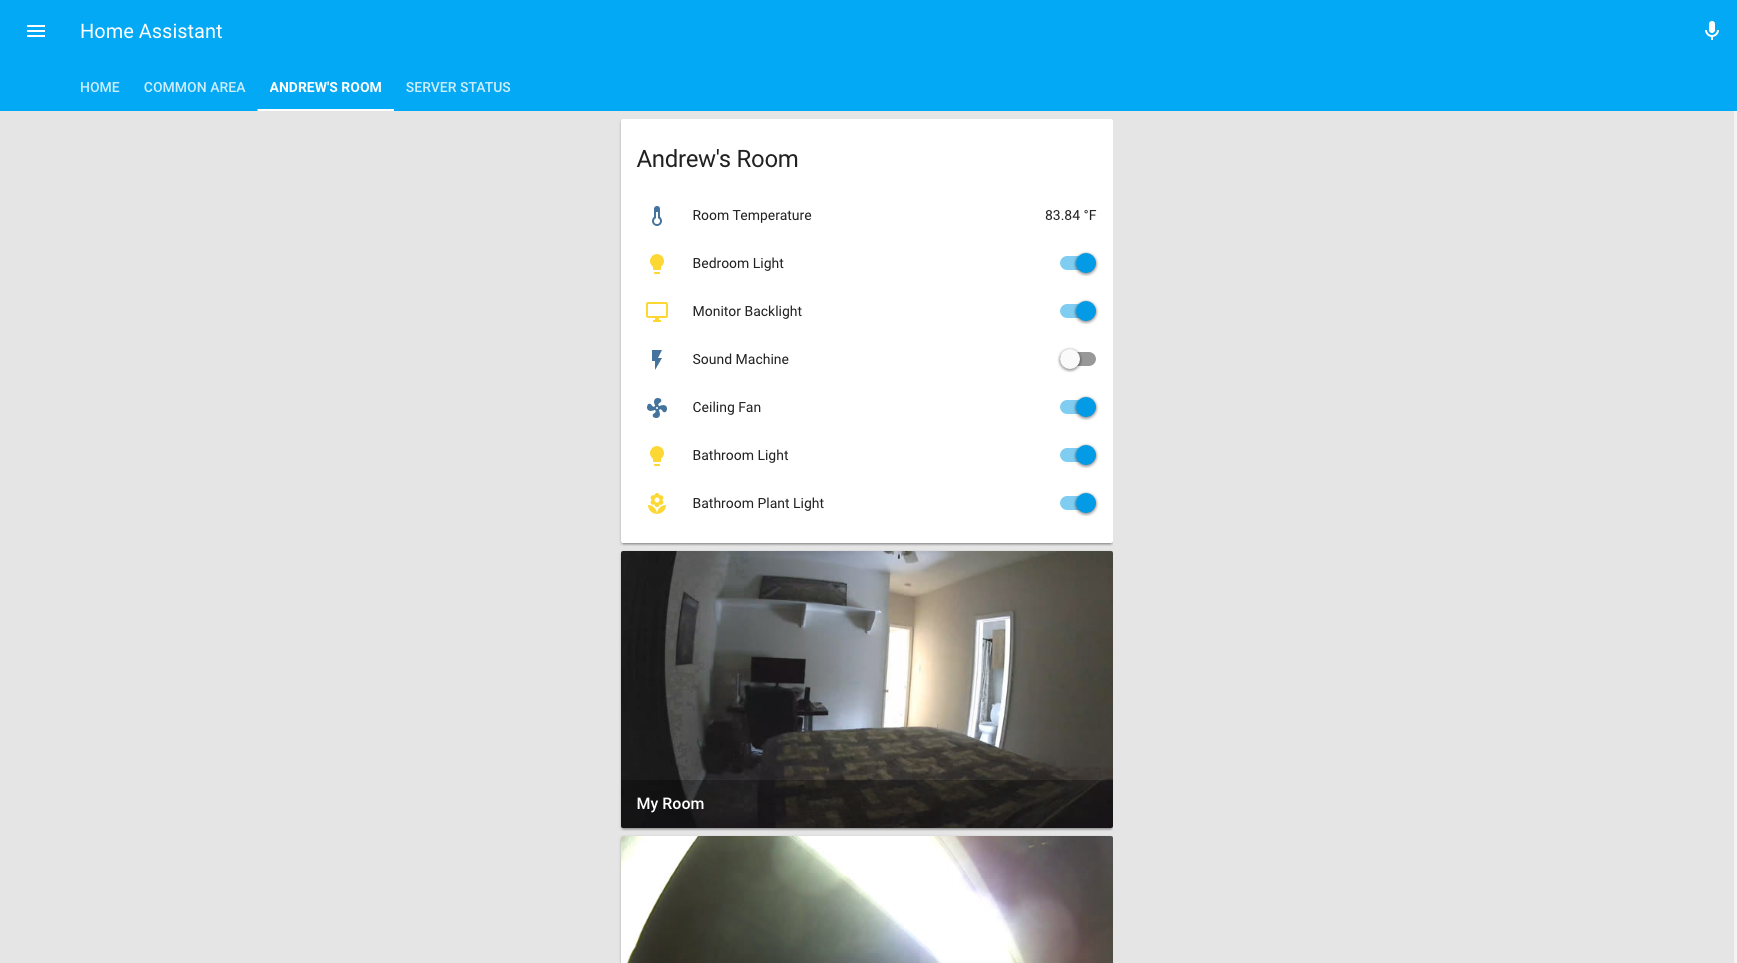 Home Assistant
HOME COMMON AREA ANDREW'S ROOM SERVER STATUS
Andrew's Room
Room Temperature 83.84 °F
Bedroom Light
Monitor Backlight
Sound Machine
Ceiling Fan
Bathroom Light
Bathroom Plant Light
My Room